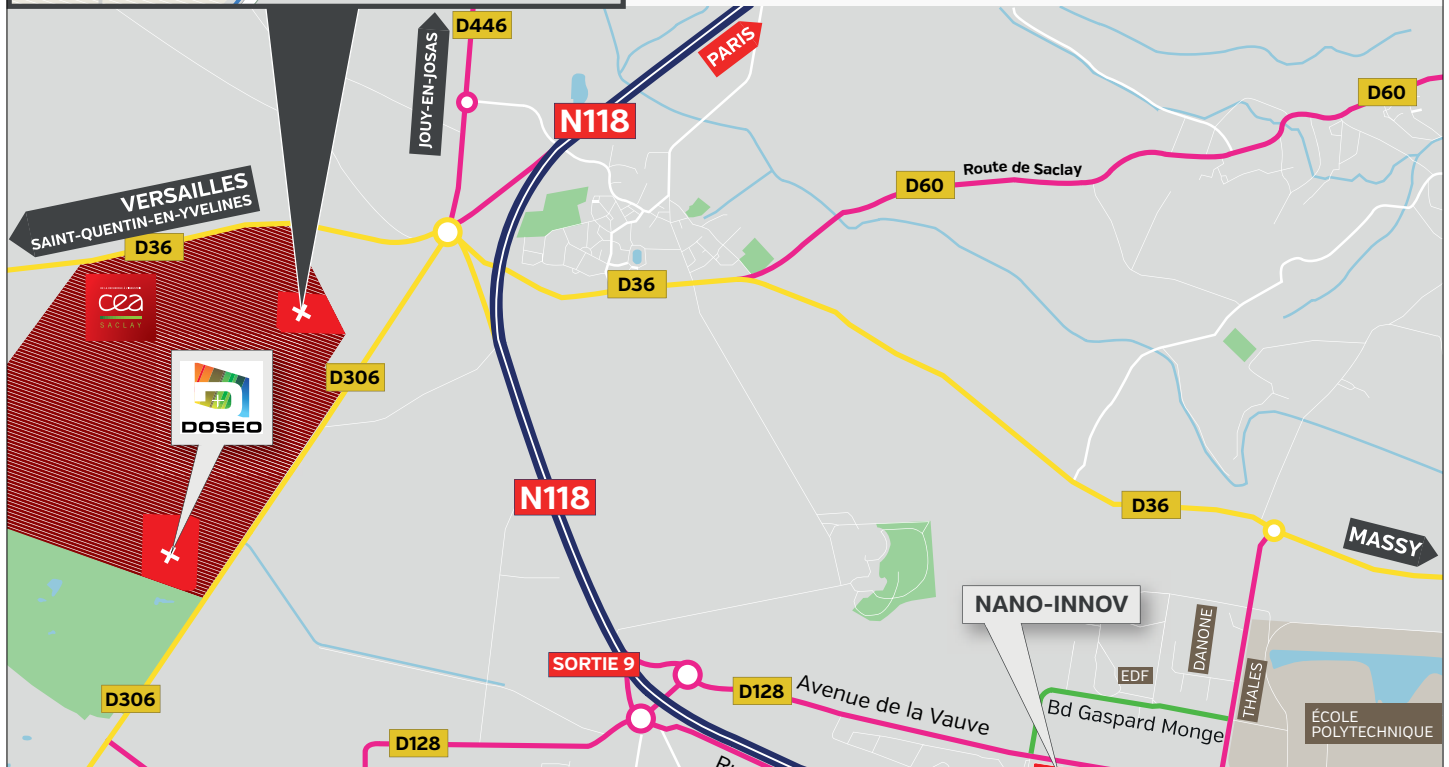 D446
JOUY-EN-JOSAS
PARIS
D60
N118
Route de Saclay
D60
VERSAILLES
SAINT-QUENTIN-EN-YVELINES
D36
D36
cea
SACLAY
D306
DOSEO
N118
D36
MASSY
NANO-INNOV
DANONE
SORTIE 9
EDF
THALES
D306
D128
Avenue de la Vauve
Bd Gaspard Monge
ÉCOLE
POLYTECHNIQUE
D128